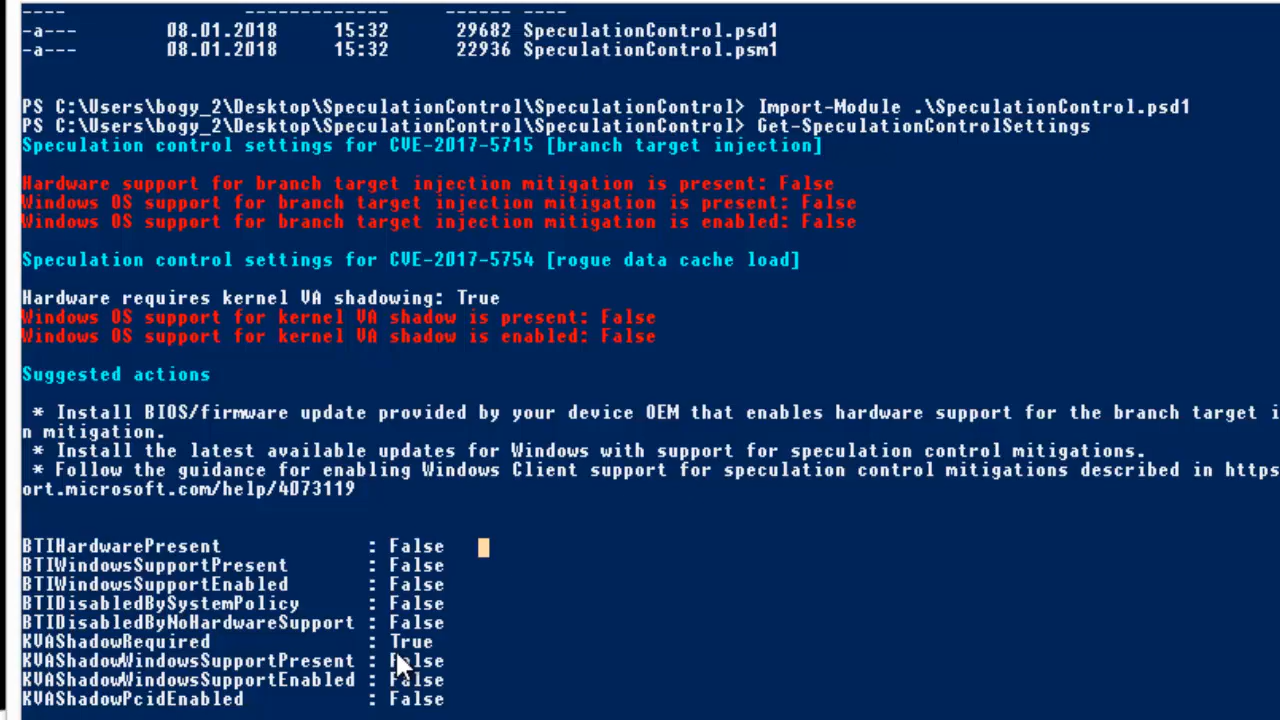 ---- ------------- ------ ----
-a--- 08.01.2018 15:32 29682 SpeculationControl.psd1
-a--- 08.01.2018 15:32 22936 SpeculationControl.psm1
PS C:\Users\bogy_2\Desktop\SpeculationControl\SpeculationControl> Import-Module .\SpeculationControl.psd1
PS C:\Users\bogy_2\Desktop\SpeculationControl\SpeculationControl> Get-SpeculationControlSettings
Speculation control settings for CVE-2017-5715 [branch target injection]
Hardware support for branch target injection mitigation is present: False
Windows OS support for branch target injection mitigation is present: False
Windows OS support for branch target injection mitigation is enabled: False
Speculation control settings for CVE-2017-5754 [rogue data cache load]
Hardware requires kernel VA shadowing: True
Windows OS support for kernel VA shadow is present: False
Windows OS support for kernel VA shadow is enabled: False
Suggested actions
* Install BIOS/firmware update provided by your device OEM that enables hardware support for the branch target i
n mitigation.
* Install the latest available updates for Windows with support for speculation control mitigations.
* Follow the guidance for enabling Windows Client support for speculation control mitigations described in https
ort.microsoft.com/help/4073119
BTIHardwarePresent : False
BTIWindowsSupportPresent : False
BTIWindowsSupportEnabled : False
BTIDisabledBySystemPolicy : False
BTIDisabledByNoHardwareSupport : False
KVAShadowRequired : True
KVAShadowWindowsSupportPresent : False
KVAShadowWindowsSupportEnabled : False
KVAShadowPcidEnabled : False